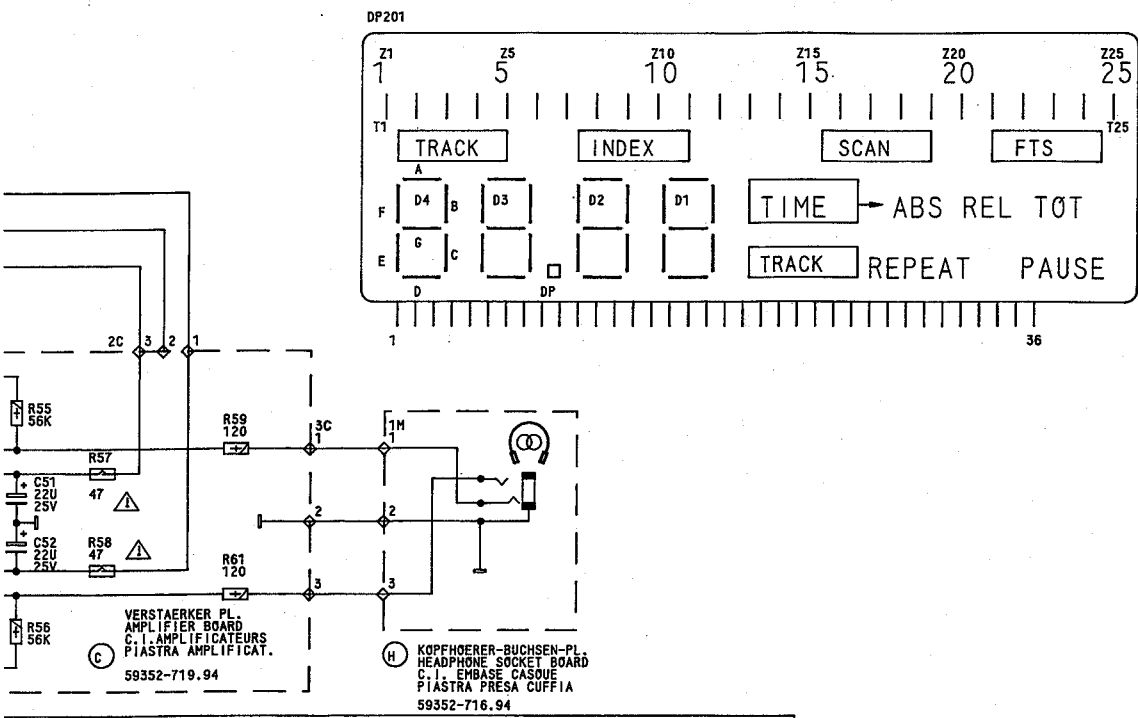 DP201
Z1 Z5 Z10 Z15 Z20 Z25
1 5 10 15 20 25
T1 T25
TRACK INDEX SCAN FTS
A
F D4 B D3 D2 D1 TIME ABS REL TOT
G
E C TRACK REPEAT PAUSE
D DP
1 36
2C 3 2 1
R55
56K
R59
120
3C
1
1M
1
R57
47
+ C51
22U
25V
2 2
+ C52
22U
25V
R58
47
R61
120
3 3
R56
56K
VERSTAERKER PL.
AMPLIFIER BOARD
C.I.AMPLIFICATEURS
PIASTRA AMPLIFICAT.
C
59352-719.94
H
KOPFHOERER-BUCHSEN-PL.
HEADPHONE SOCKET BOARD
C.I. EMBASE CASQUE
PIASTRA PRESA CUFFIA
59352-716.94